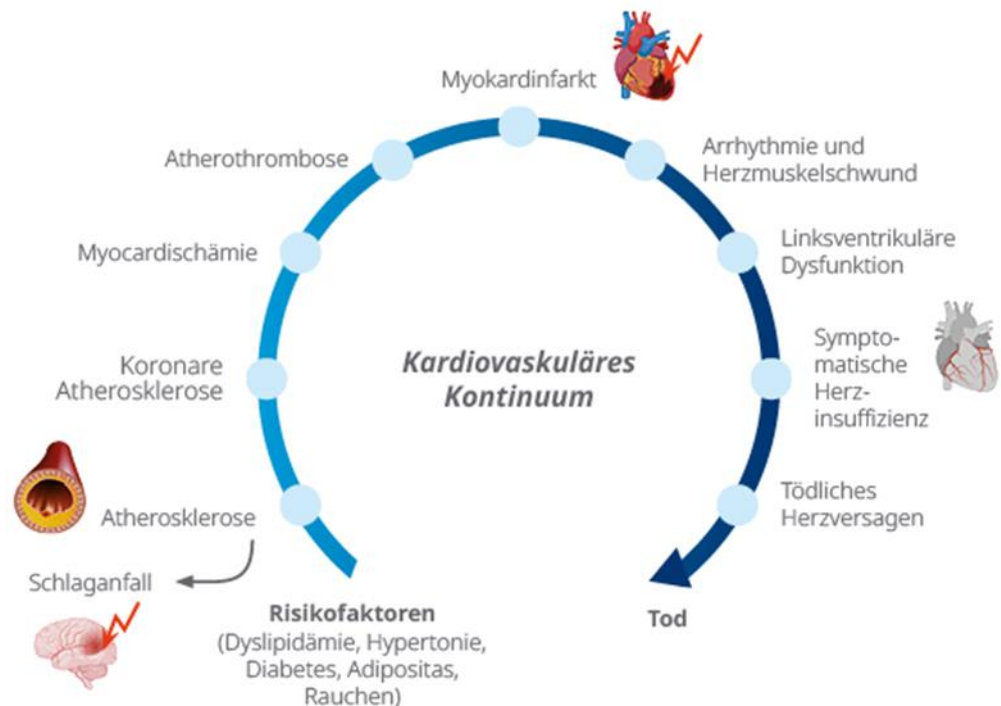 Myokardinfarkt
Atherothrombose
Arrhythmie und
Herzmuskelschwund
Myocardischämie
Linksventrikuläre
Dysfunktion
Koronare
Atherosklerose
Kardiovaskuläres
Kontinuum
Sympto-
matische
Herz-
insuffizienz
Atherosklerose
Tödliches
Herzversagen
Schlaganfall
Risikofaktoren
(Dyslipidämie, Hypertonie,
Diabetes, Adipositas,
Rauchen)
Tod